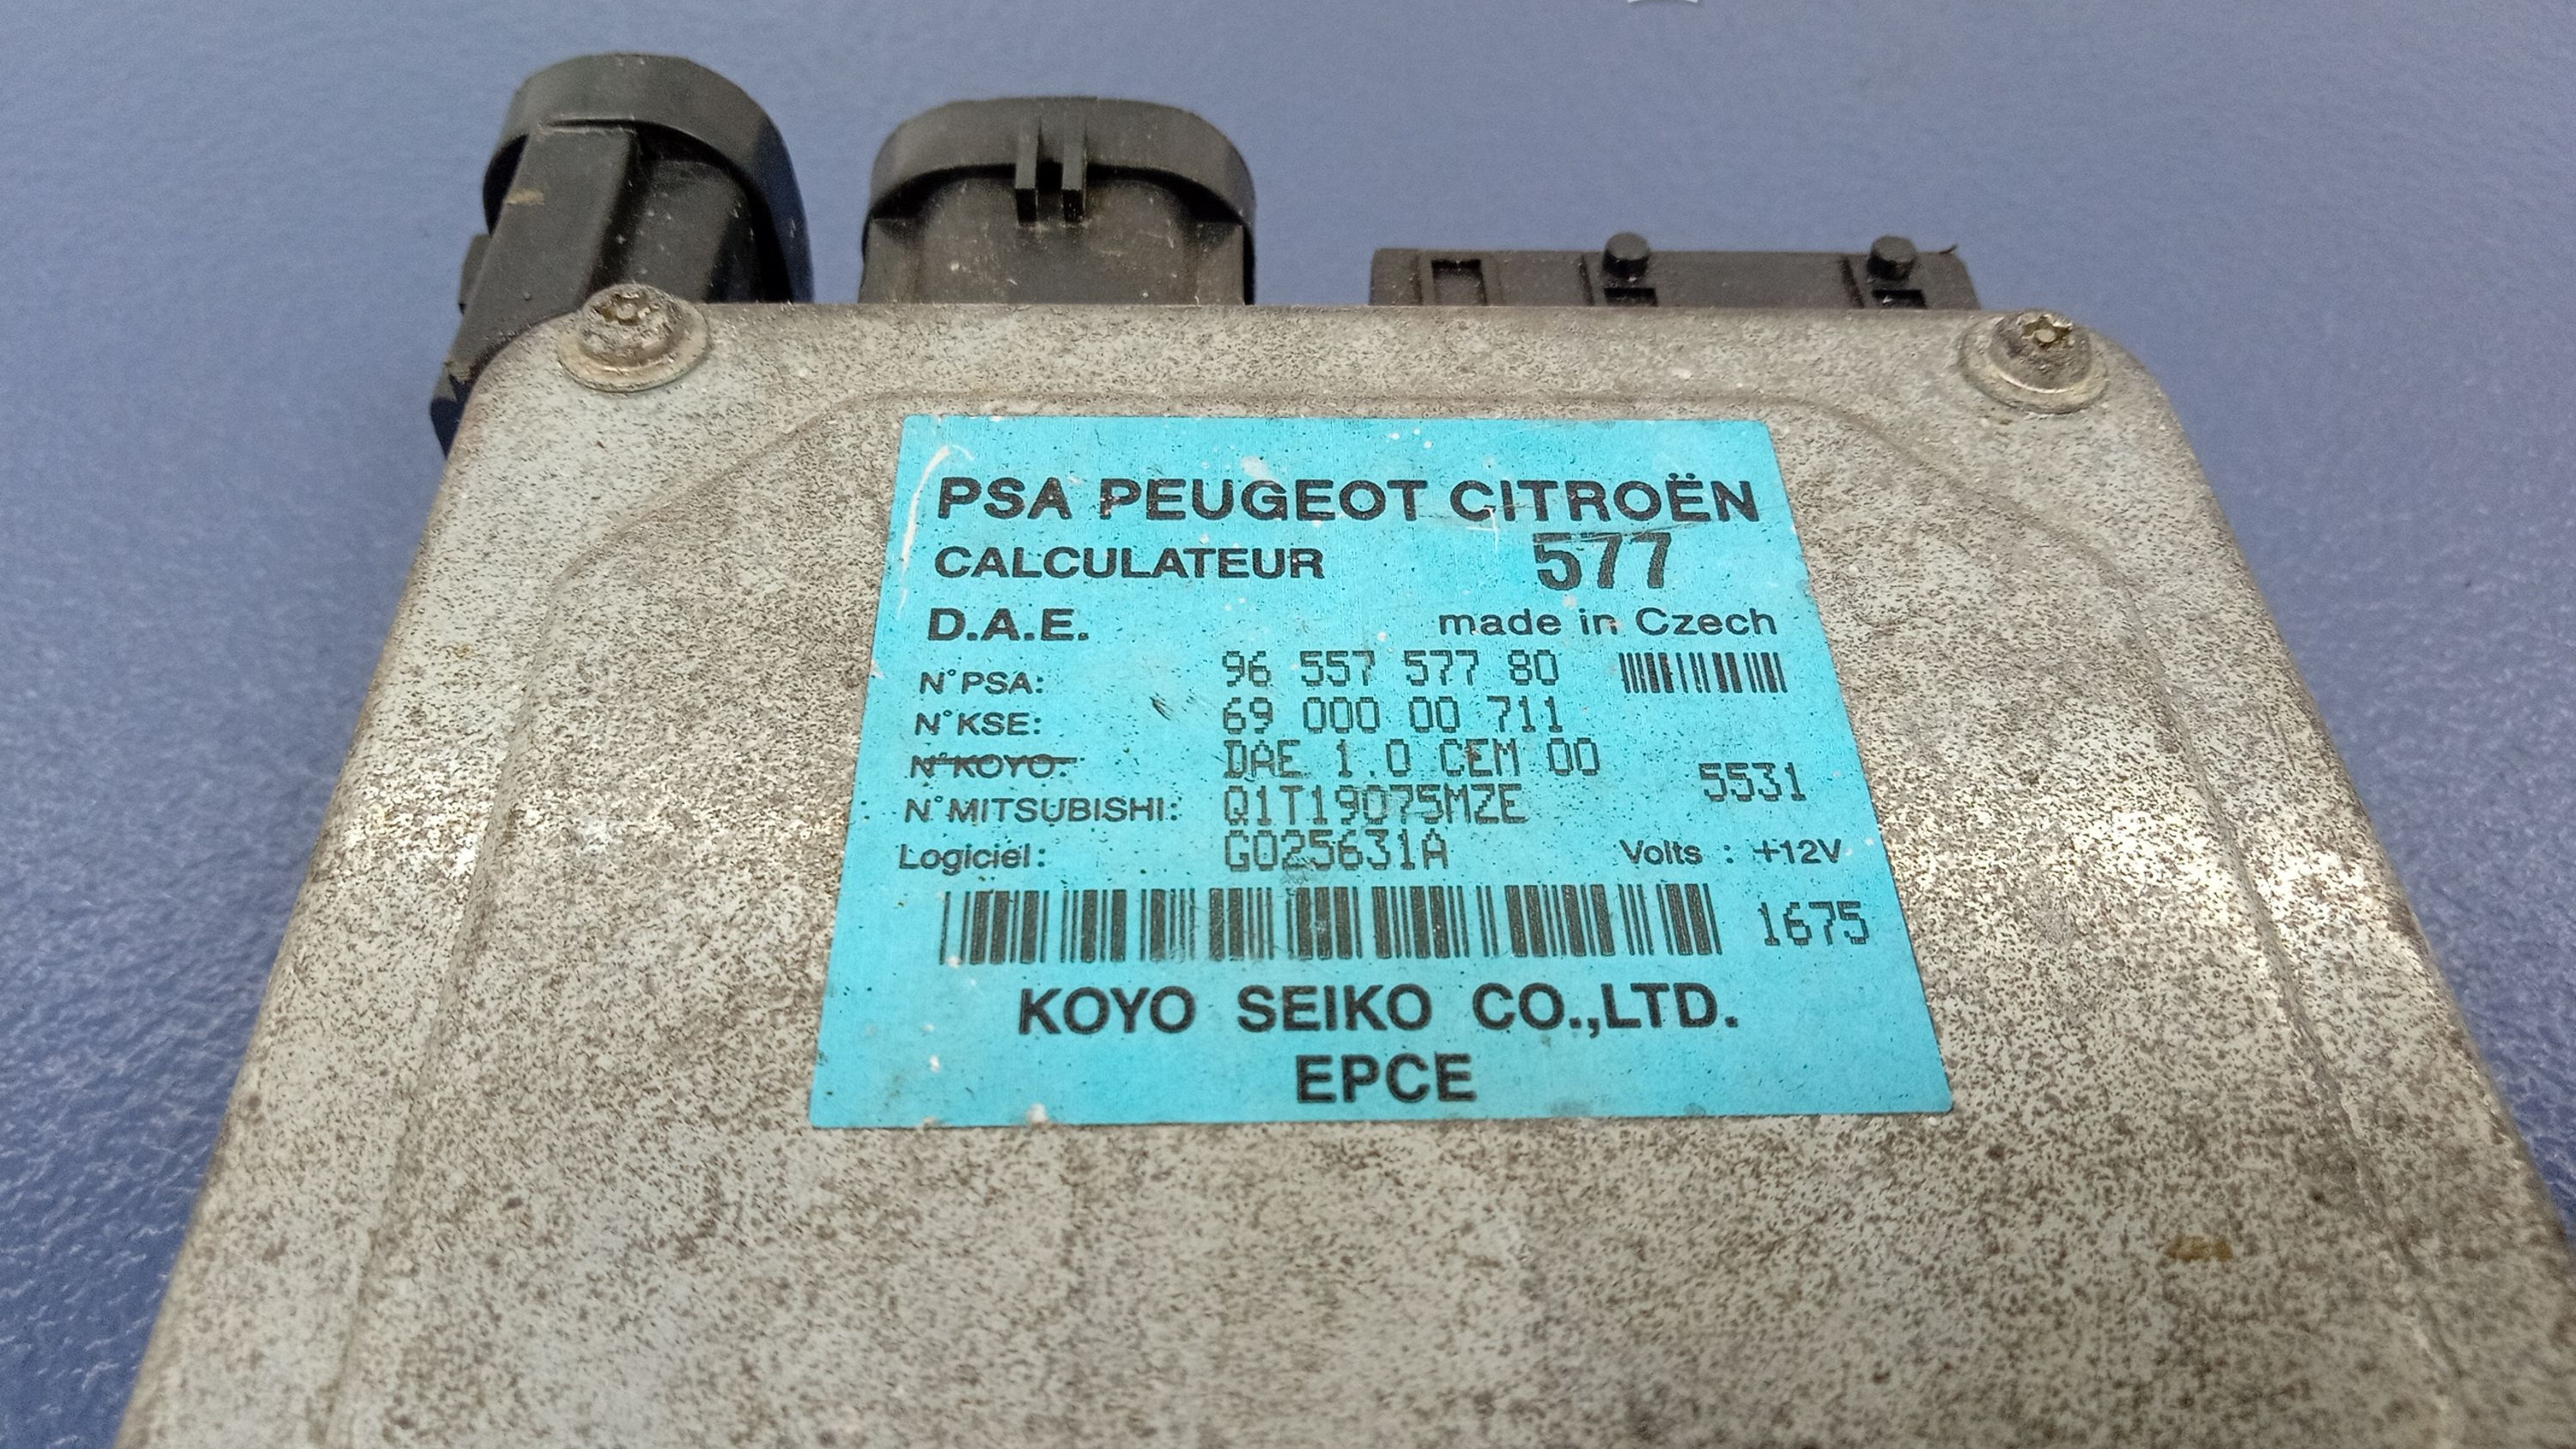 PSA PEUGEOT CITROËN
CALCULATEUR 577
D.A.E. made in Czech
N°PSA: 96 557 577 80
N°KSE: 69 000 00 711
N°KOYO: DAE 1.0 CEM 00 5531
N°MITSUBISHI: Q1T19075MZE
Logiciel: G025631A Volts : +12V
1675
KOYO SEIKO CO.,LTD.
EPCE